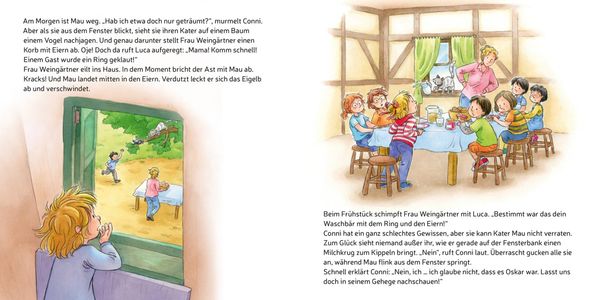 Am Morgen ist Mau weg. „Hab ich etwa doch nur geträumt?“, murmelt Conni.
Aber als sie aus dem Fenster blickt, sieht sie ihren Kater auf einem Baum
einem Vogel nachjagen. Und genau darunter stellt Frau Weingärtner einen
Korb mit Eiern ab. Oje! Doch da ruft Luca aufgeregt: „Mama! Komm schnell!
Einem Gast wurde ein Ring geklaut!“
Frau Weingärtner eilt ins Haus. In dem Moment bricht der Ast mit Mau ab.
Kracks! Und Mau landet mitten in den Eiern. Verdutzt leckt er sich das Eigelb
ab und verschwindet.
Beim Frühstück schimpft Frau Weingärtner mit Luca. „Bestimmt war das dein
Waschbär mit dem Ring und den Eiern!“
Conni hat ein ganz schlechtes Gewissen, aber sie kann Kater Mau nicht verraten.
Zum Glück sieht niemand außer ihr, wie er gerade auf der Fensterbank einen
Milchkrug zum Kippeln bringt. „Nein“, ruft Conni laut. Überrascht gucken alle sie
an, während Mau flink aus dem Fenster springt.
Schnell erklärt Conni: „Nein, ich ... ich glaube nicht, dass es Oskar war. Lasst uns
doch in seinem Gehege nachschauen!“